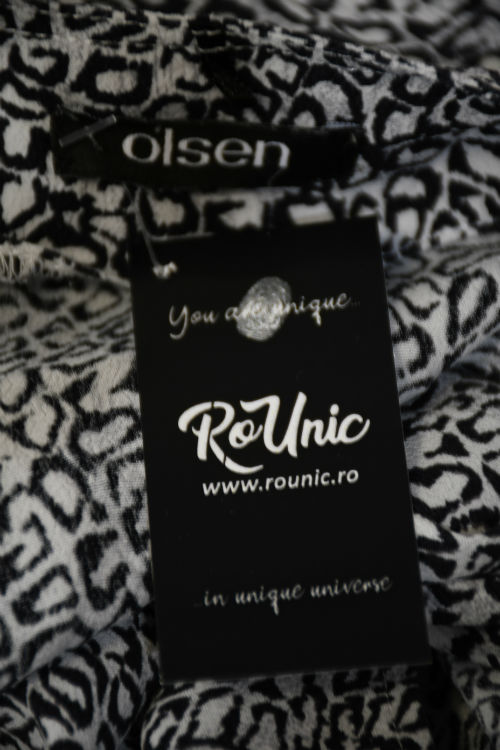 olsen
You are unique...
RoUnic
www.rounic.ro
...in unique universe